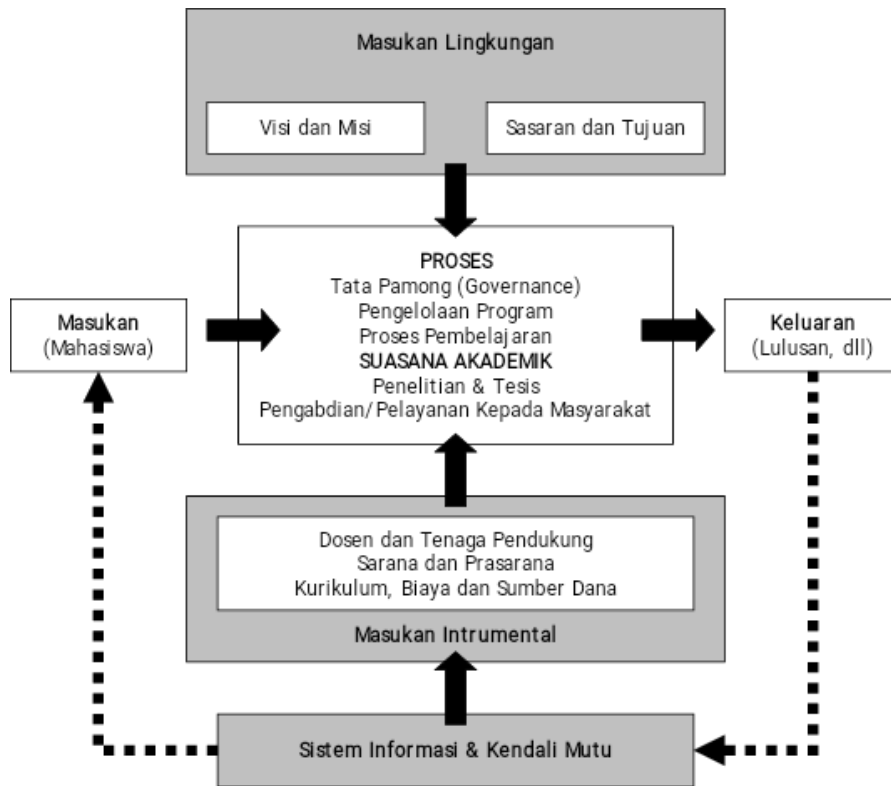 Masukan Lingkungan
Visi dan Misi
Sasaran dan Tujuan
PROSES
Tata Pamong (Governance)
Pengelolaan Program
Proses Pembelajaran
SUASANA AKADEMIK
Penelitian & Tesis
Pengabdian/Pelayanan Kepada Masyarakat
Masukan
(Mahasiswa)
Keluaran
(Lulusan, dll)
Dosen dan Tenaga Pendukung
Sarana dan Prasarana
Kurikulum, Biaya dan Sumber Dana
Masukan Intrumental
Sistem Informasi & Kendali Mutu